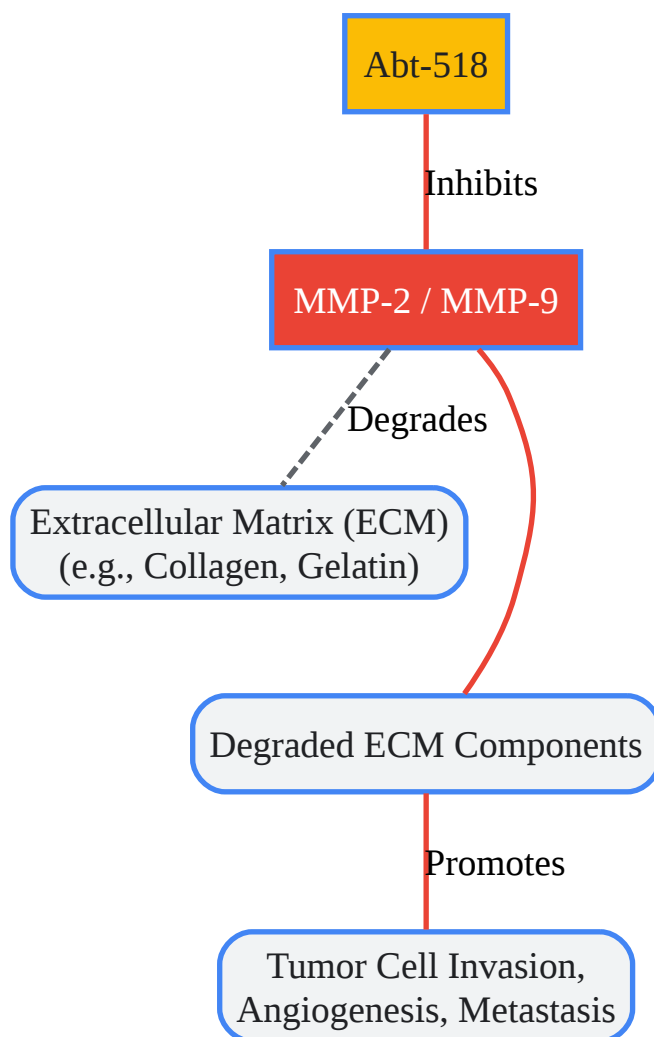 Abt-518
Inhibits
MMP-2 / MMP-9
Degrades
Extracellular Matrix (ECM)
(e.g., Collagen, Gelatin)
Degraded ECM Components
Promotes
Tumor Cell Invasion,
Angiogenesis, Metastasis